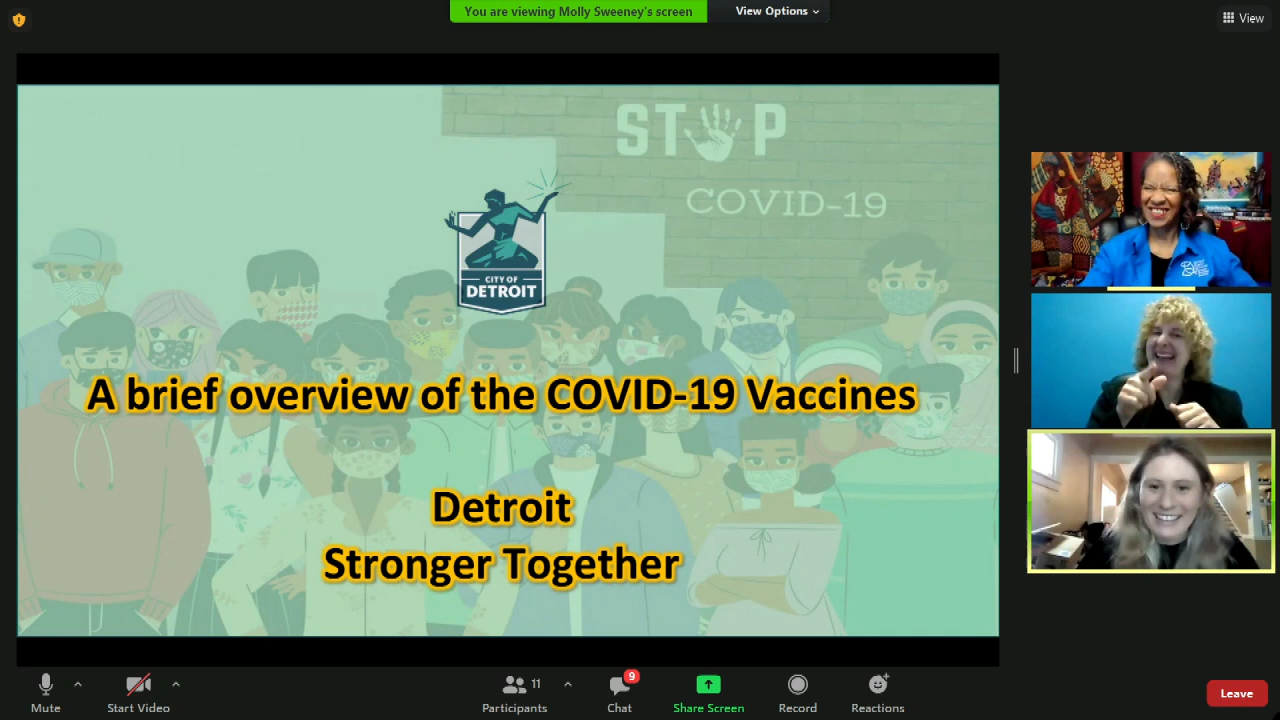 You are viewing Molly Sweeney's screen
View Options
View
STOP
COVID-19
CITY OF
DETROIT
A brief overview of the COVID-19 Vaccines
Detroit
Stronger Together
Mute
Start Video
11
Participants
9
Chat
Share Screen
Record
Reactions
Leave